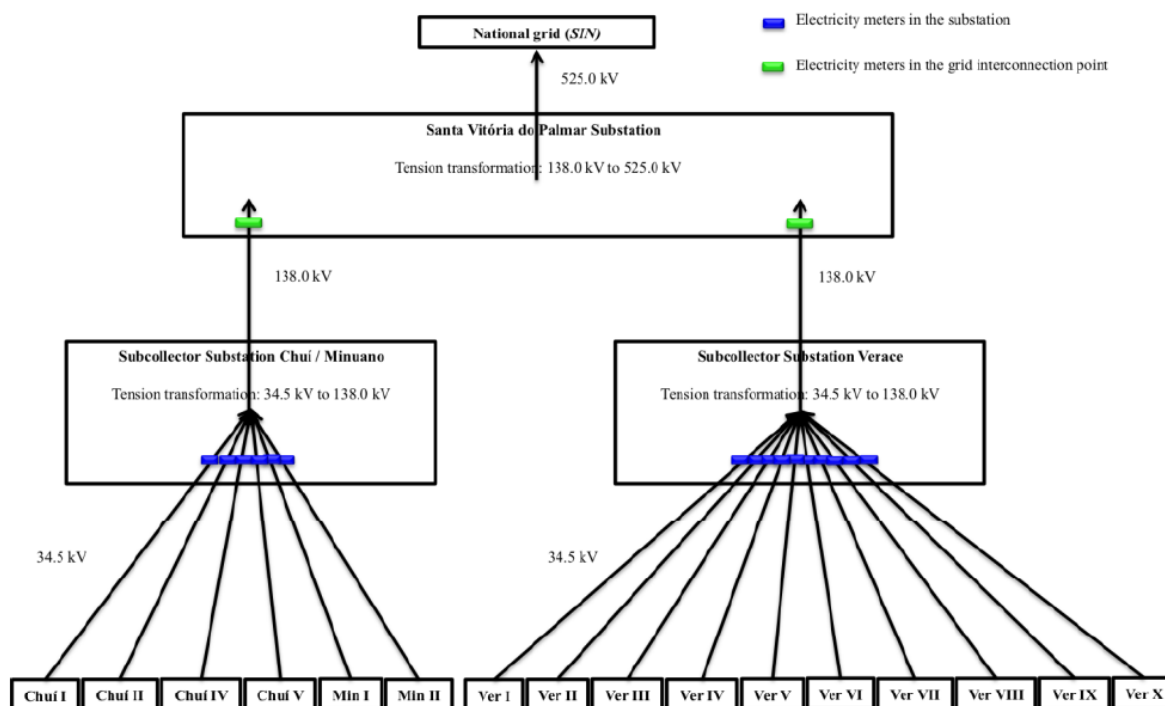 National grid (SIN)
Electricity meters in the substation
Electricity meters in the grid interconnection point
525.0 kV
Santa Vitória do Palmar Substation
Tension transformation: 138.0 kV to 525.0 kV
138.0 kV
138.0 kV
Subcollector Substation Chuí / Minuano
Tension transformation: 34.5 kV to 138.0 kV
Subcollector Substation Verace
Tension transformation: 34.5 kV to 138.0 kV
34.5 kV
34.5 kV
Chuí I
Chuí II
Chuí IV
Chuí V
Min I
Min II
Ver I
Ver II
Ver III
Ver IV
Ver V
Ver VI
Ver VII
Ver VIII
Ver IX
Ver X